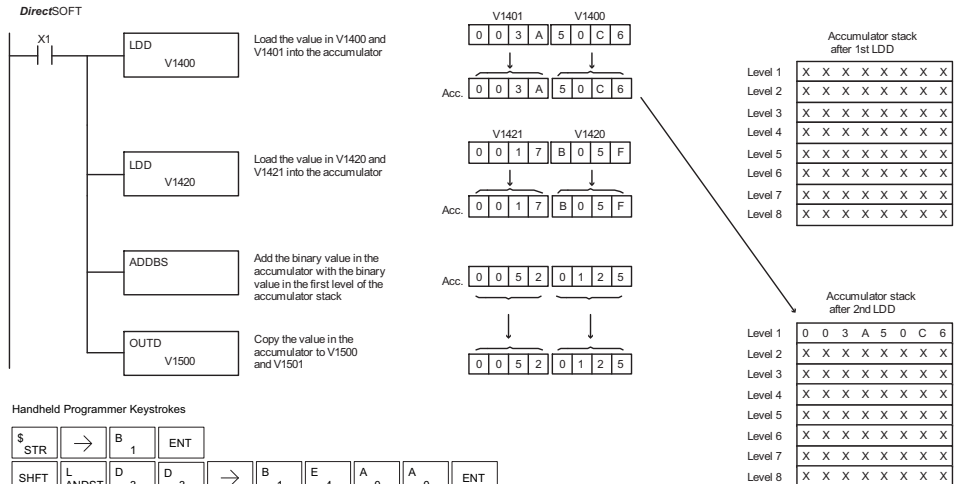 DirectSOFT
X1
LDD
V1400
Load the value in V1400 and
V1401 into the accumulator
V1401 V1400
0 0 3 A 5 0 C 6
Acc. 0 0 3 A 5 0 C 6
LDD
V1420
Load the value in V1420 and
V1421 into the accumulator
V1421 V1420
0 0 1 7 B 0 5 F
Acc. 0 0 1 7 B 0 5 F
ADDBS
Add the binary value in the
accumulator with the binary
value in the first level of the
accumulator stack
Acc. 0 0 5 2 0 1 2 5
OUTD
V1500
Copy the value in the
accumulator to V1500
and V1501
0 0 5 2 0 1 2 5
Accumulator stack
after 1st LDD
Level 1 X X X X X X X X
Level 2 X X X X X X X X
Level 3 X X X X X X X X
Level 4 X X X X X X X X
Level 5 X X X X X X X X
Level 6 X X X X X X X X
Level 7 X X X X X X X X
Level 8 X X X X X X X X
Accumulator stack
after 2nd LDD
Level 1 0 0 3 A 5 0 C 6
Level 2 X X X X X X X X
Level 3 X X X X X X X X
Level 4 X X X X X X X X
Level 5 X X X X X X X X
Level 6 X X X X X X X X
Level 7 X X X X X X X X
Level 8 X X X X X X X X
Handheld Programmer Keystrokes
$ STR → B 1 ENT
SHFT L ANDST D 3 D 3 → B 1 E 4 A 0 A 0 ENT